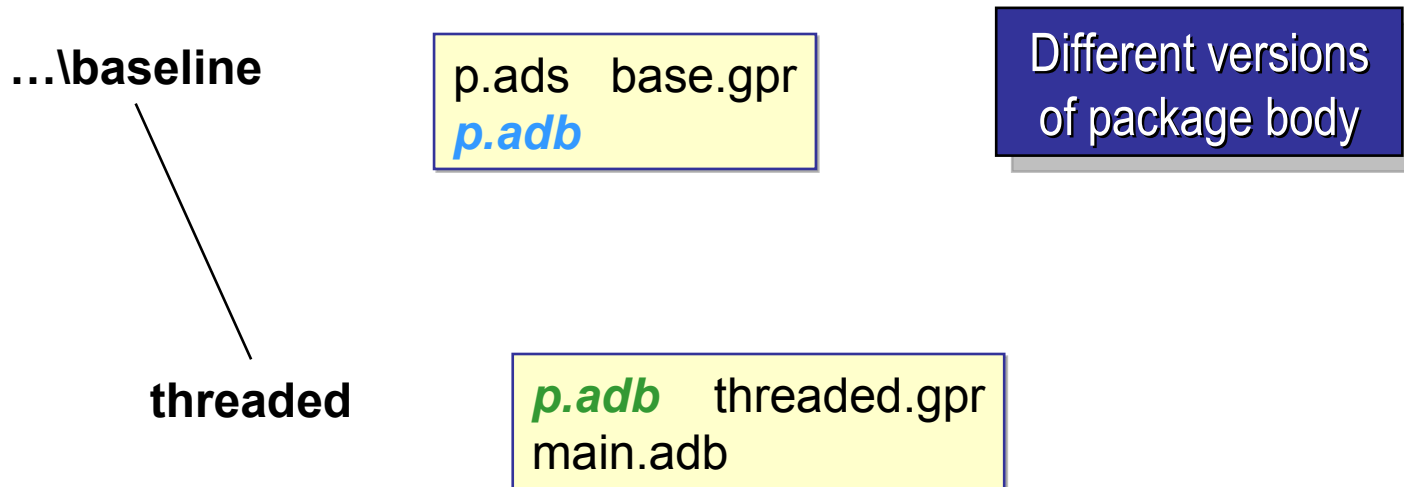 …\baseline
p.ads base.gpr
p.adb
Different versions
of package body
threaded
p.adb threaded.gpr
main.adb